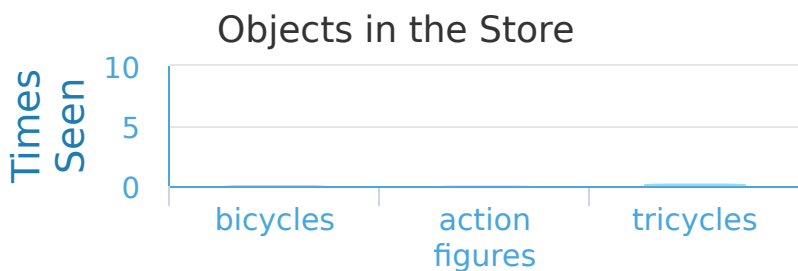 Objects in the Store
Times
Seen
10
5
0
bicycles
action
figures
tricycles